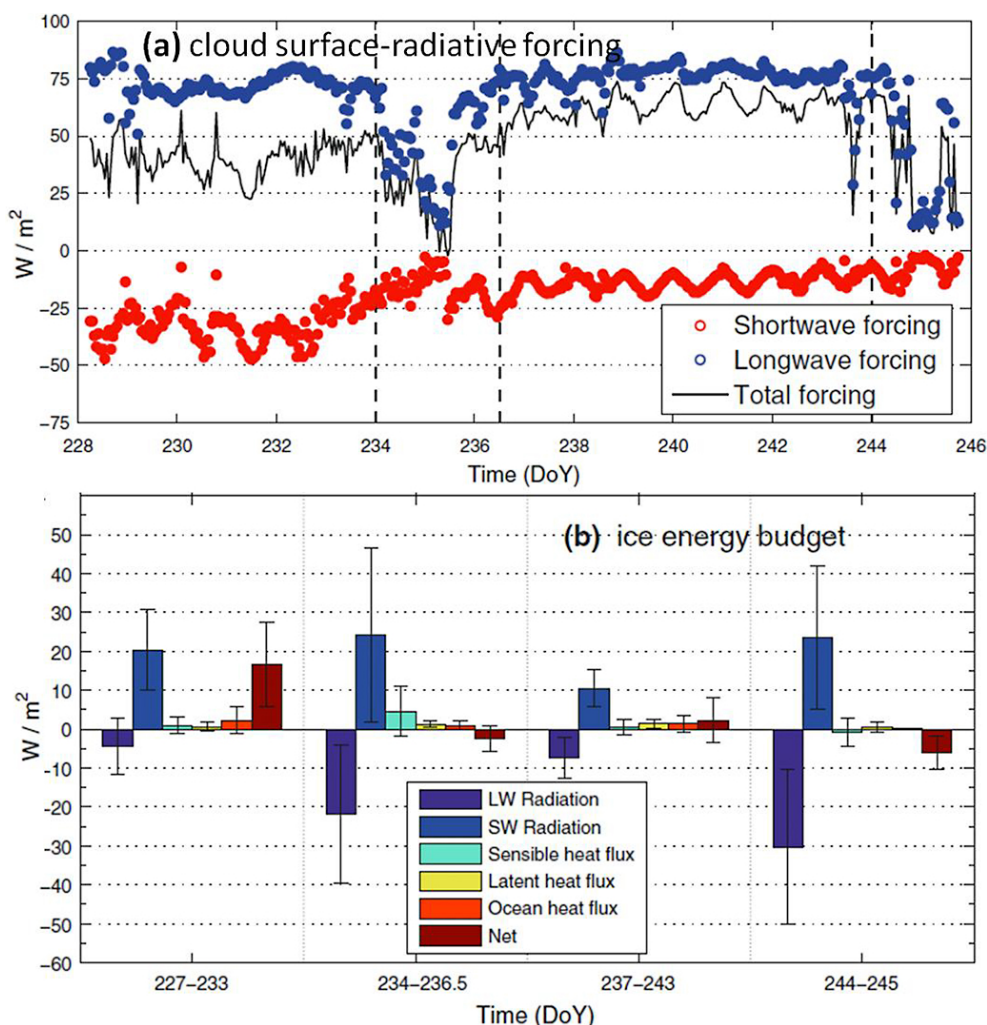 (a) cloud surface-radiative forcing
100
75
50
25
0
−25
−50
−75
W / m²
Shortwave forcing
Longwave forcing
Total forcing
228 230 232 234 236 238 240 242 244 246
Time (DoY)
(b) ice energy budget
50
40
30
20
10
0
-10
-20
-30
-40
-50
-60
W / m²
LW Radiation
SW Radiation
Sensible heat flux
Latent heat flux
Ocean heat flux
Net
227−233 234−236.5 237−243 244−245
Time (DoY)